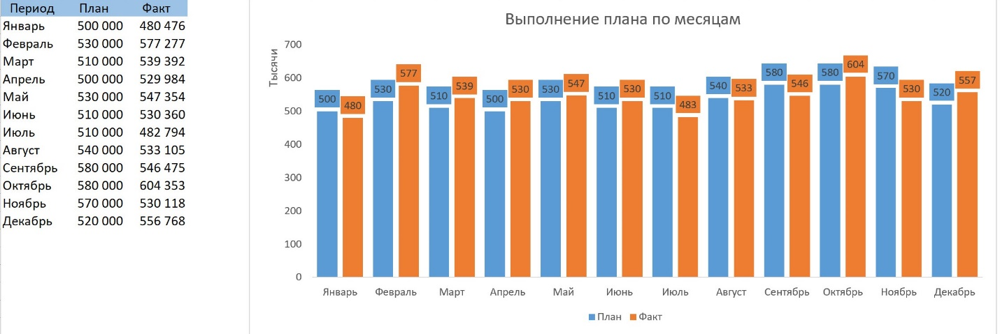 Период План Факт
Январь 500 000 480 476
Февраль 530 000 577 277
Март 510 000 539 392
Апрель 500 000 529 984
Май 530 000 547 354
Июнь 510 000 530 360
Июль 510 000 482 794
Август 540 000 533 105
Сентябрь 580 000 546 475
Октябрь 580 000 604 353
Ноябрь 570 000 530 118
Декабрь 520 000 556 768
Выполнение плана по месяцам
Тысячи
700
600
500
400
300
200
100
0
500 480 530 577 510 539 500 530 530 547 510 530 510 483 540 533 580 546 580 604 570 530 520 557
Январь Февраль Март Апрель Май Июнь Июль Август Сентябрь Октябрь Ноябрь Декабрь
План Факт